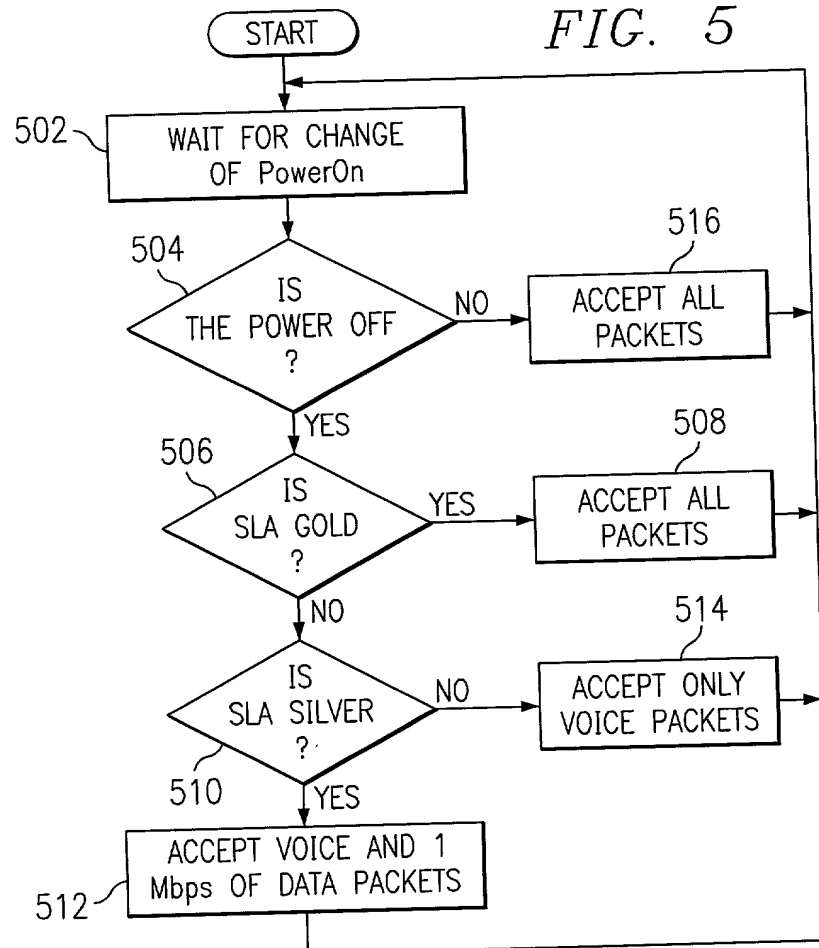 START
FIG. 5
502
WAIT FOR CHANGE
OF PowerOn
504
IS
THE POWER OFF
?
NO
516
ACCEPT ALL
PACKETS
YES
506
IS
SLA GOLD
?
YES
508
ACCEPT ALL
PACKETS
NO
510
IS
SLA SILVER
?
NO
514
ACCEPT ONLY
VOICE PACKETS
YES
512
ACCEPT VOICE AND 1
Mbps OF DATA PACKETS